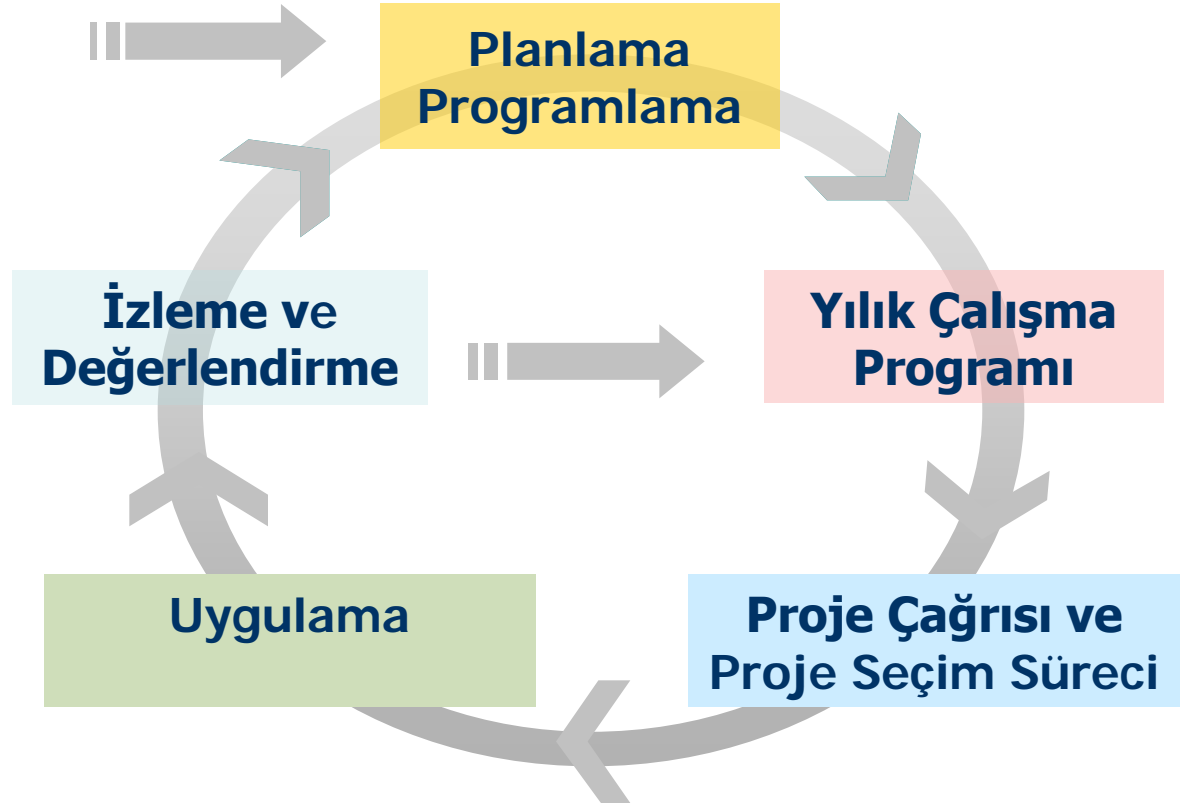 Planlama
Programlama
İzleme ve
Değerlendirme
Yılık Çalışma
Programı
Uygulama
Proje Çağrısı ve
Proje Seçim Süreci